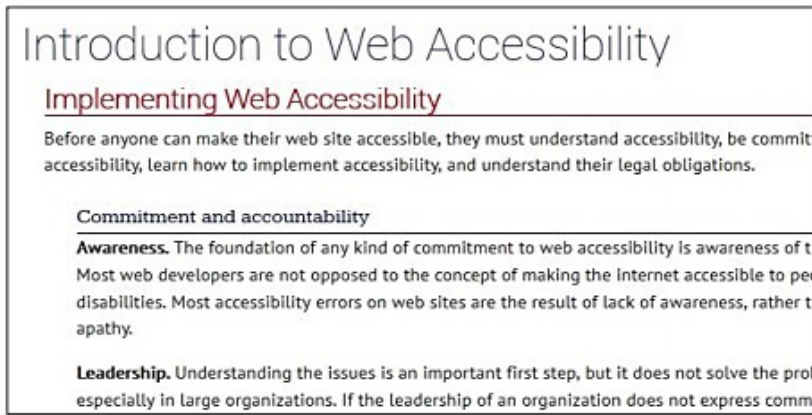 Introduction to Web Accessibility
Implementing Web Accessibility
Before anyone can make their web site accessible, they must understand accessibility, be
accessibility, learn how to implement accessibility, and understand their legal obligations.
Commitment and accountability
Awareness. The foundation of any kind of commitment to web accessibility is awareness of
Most web developers are not opposed to the concept of making the internet accessible to
disabilities. Most accessibility errors on web sites are the result of lack of awareness, rather
apathy.
Leadership. Understanding the issues is an important first step, but it does not solve the
especially in large organizations. If the leadership of an organization does not express